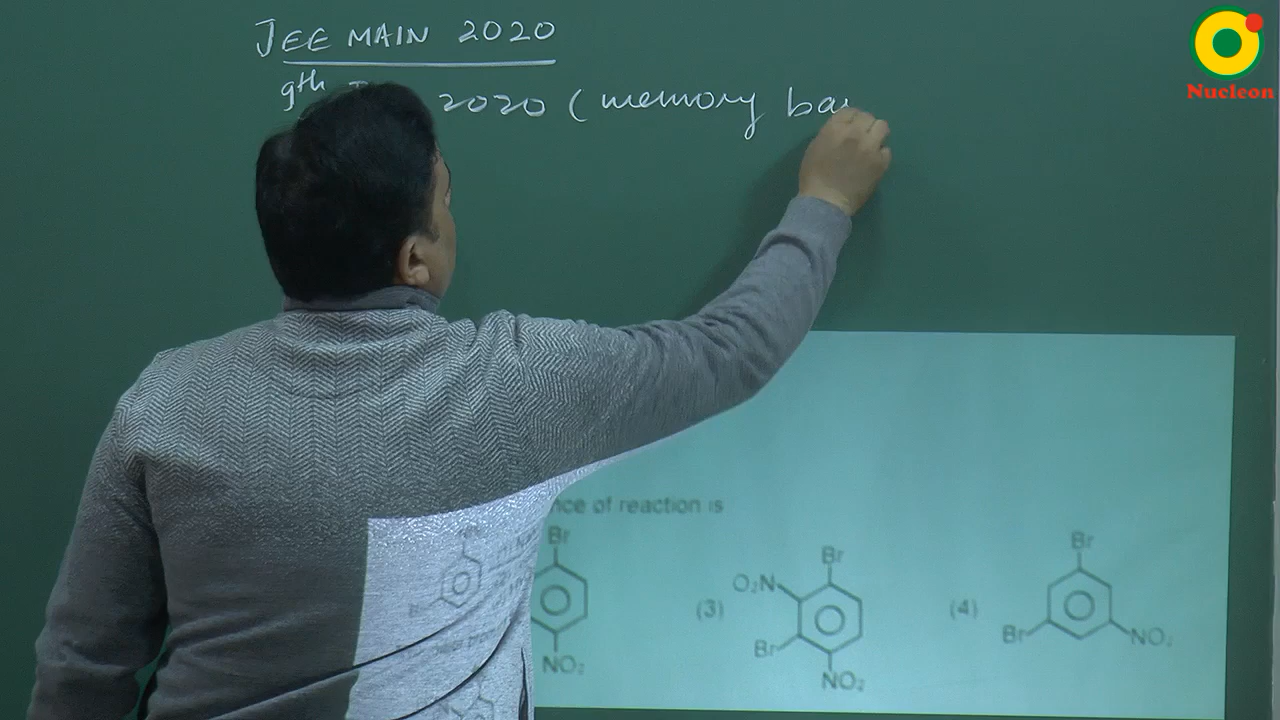 JEE MAIN 2020
9th 2020 (memory ba
Nucleon
nce of reaction is
Br
NO₂
(3)
Br
O₂N
Br
NO₂
(4)
Br
Br
NO₂